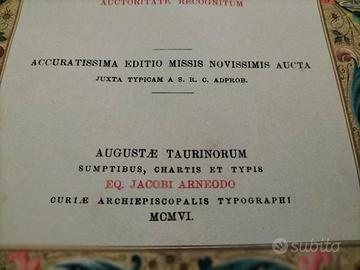 AUCTORITATE RECOGNITUM
ACCURATISSIMA EDITIO MISSIS NOVISSIMIS AUCTA
JUXTA TYPICAM A S. R. C. ADPROB.
AUGUSTÆ TAURINORUM
SUMPTIBUS, CHARTIS ET TYPIS
EQ. JACOBI ARNEODO
CURIÆ ARCHIEPISCOPALIS TYPOGRAPHI
MCMVI.
subito